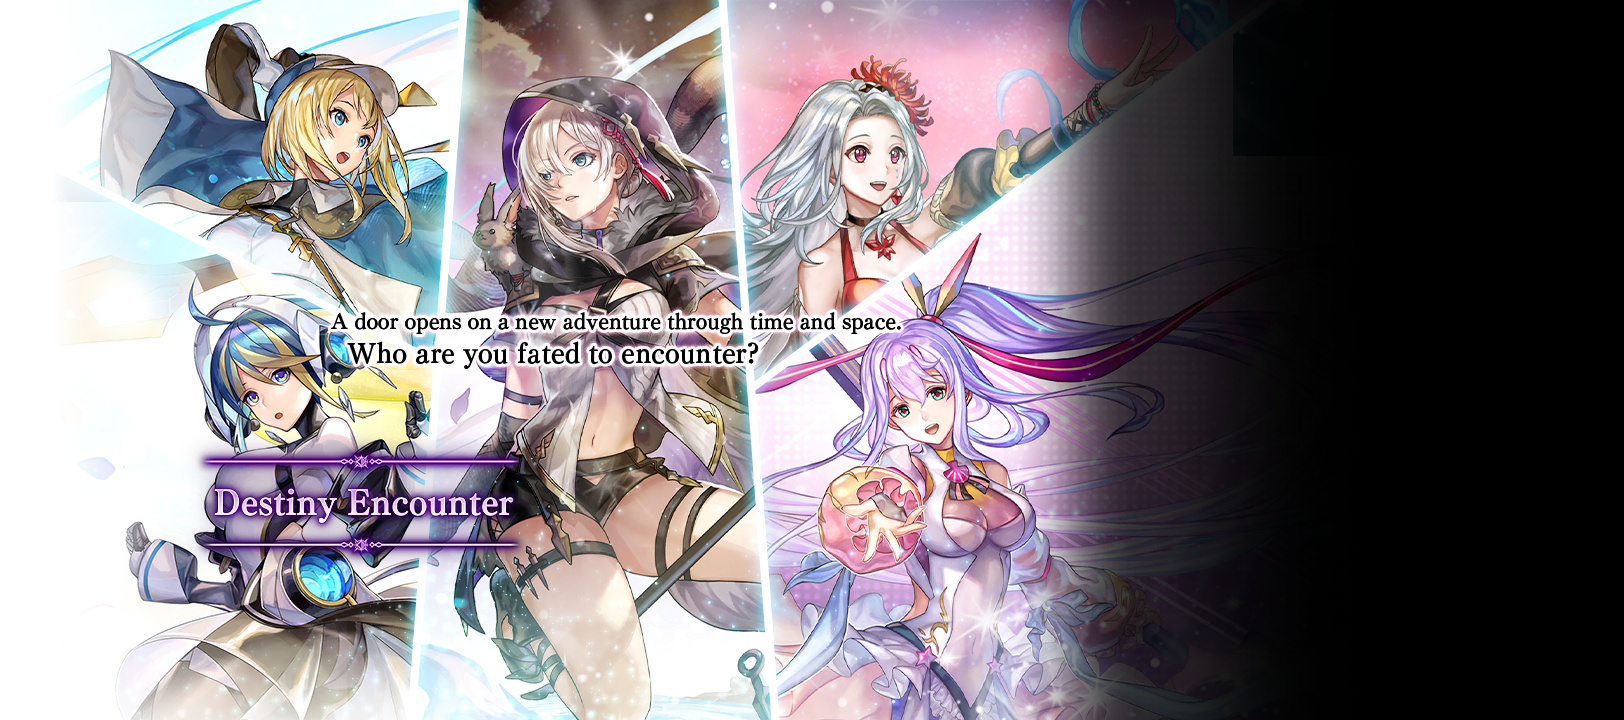 A door opens on a new adventure through time and space.
Who are you fated to encounter?
Destiny Encounter